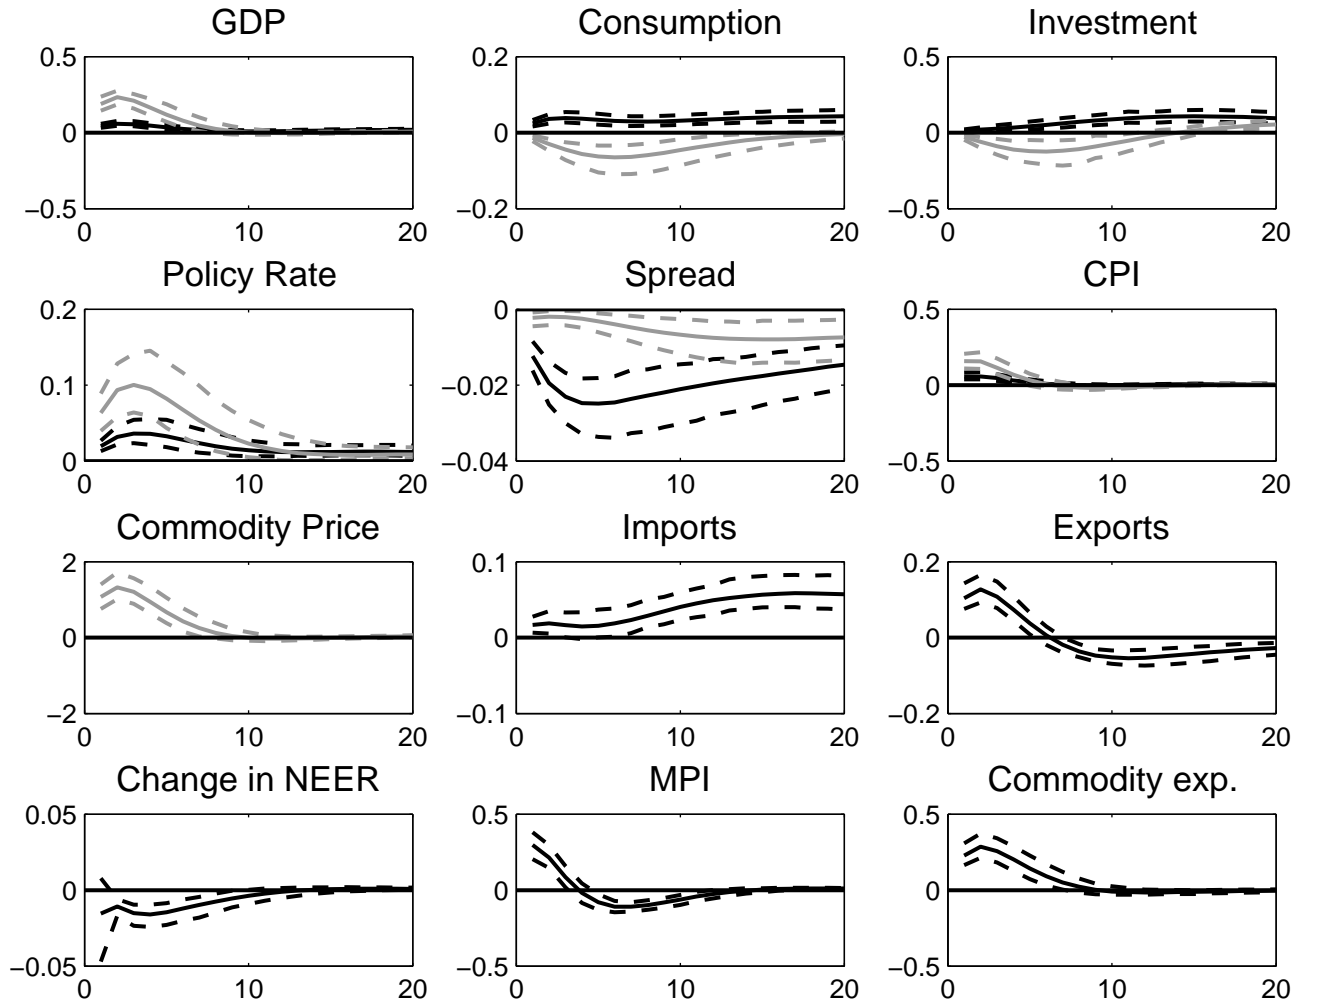 GDP Consumption Investment
0.5 0.2 0.5
0 0 0
−0.5 −0.2 −0.5
0 10 20 0 10 20 0 10 20
Policy Rate Spread CPI
0.2 0 0.5
0.1 −0.02 0
0 −0.04 −0.5
0 10 20 0 10 20 0 10 20
Commodity Price Imports Exports
2 0.1 0.2
0 0 0
−2 −0.1 −0.2
0 10 20 0 10 20 0 10 20
Change in NEER MPI Commodity exp.
0.05 0.5 0.5
0 0 0
−0.05 −0.5 −0.5
0 10 20 0 10 20 0 10 20